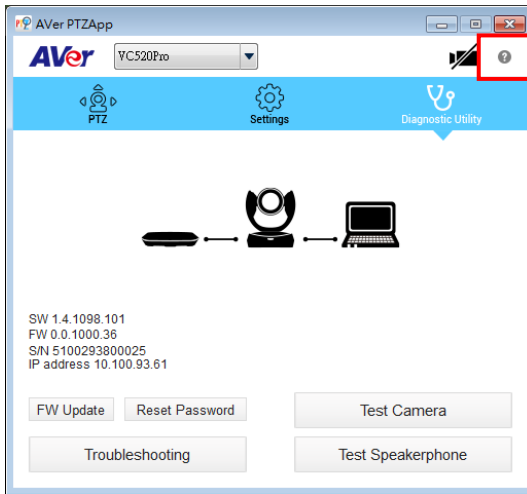 AVer PTZApp
AVer VC520Pro ?
PTZ Settings Diagnostic Utility
SW 1.4.1098.101
FW 0.0.1000.36
S/N 5100293800025
IP address 10.100.93.61
FW Update Reset Password Test Camera
Troubleshooting Test Speakerphone